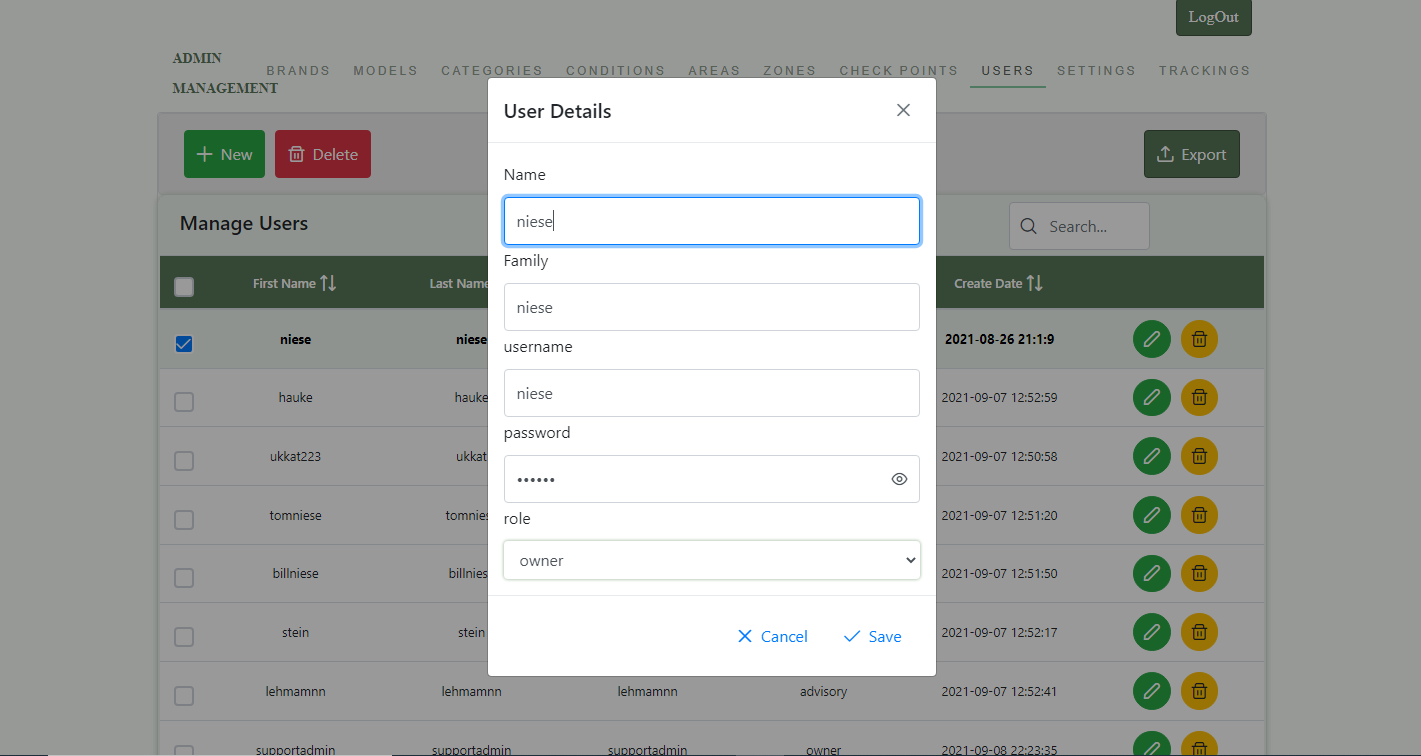 LogOut
ADMIN
MANAGEMENT
BRANDS MODELS CATEGORIES CONDITIONS AREAS ZONES CHECK POINTS USERS SETTINGS TRACKINGS
New Delete Export
Manage Users Search...
First Name Last Name Create Date
niese niese 2021-08-26 21:1:9
hauke hauke 2021-09-07 12:52:59
ukkat223 ukkat 2021-09-07 12:50:58
tomniese tomnies 2021-09-07 12:51:20
billniese billnies 2021-09-07 12:51:50
stein stein 2021-09-07 12:52:17
lehmamnn lehmamnn lehmamnn advisory 2021-09-07 12:52:41
supportadmin supportadmin supportadmin owner 2021-09-08 22:23:35
User Details
Name
niese
Family
niese
username
niese
password
••••••
role
owner
Cancel Save